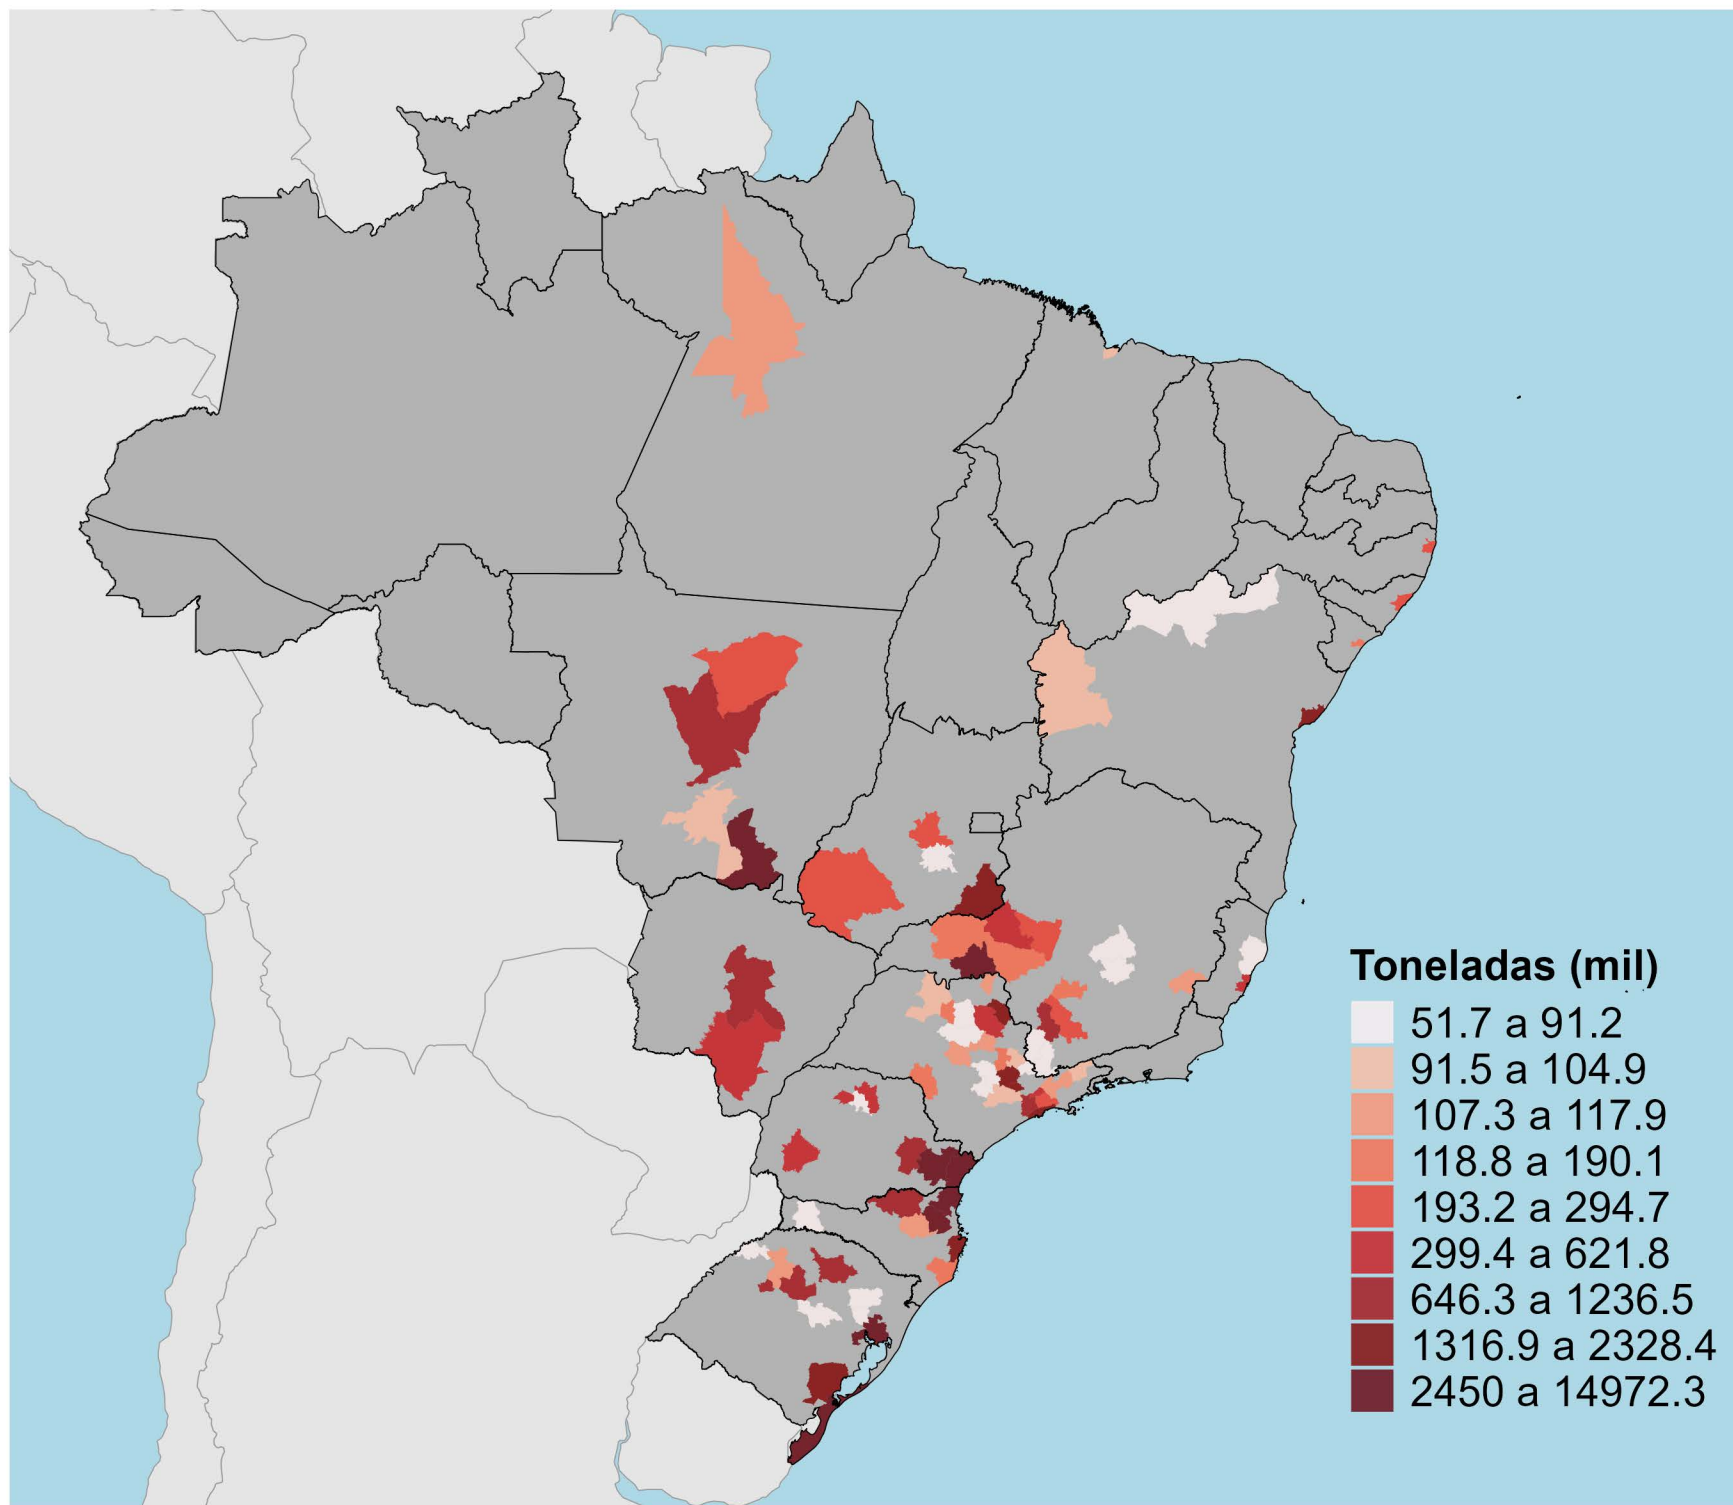 Toneladas (mil)
51.7 a 91.2
91.5 a 104.9
107.3 a 117.9
118.8 a 190.1
193.2 a 294.7
299.4 a 621.8
646.3 a 1236.5
1316.9 a 2328.4
2450 a 14972.3